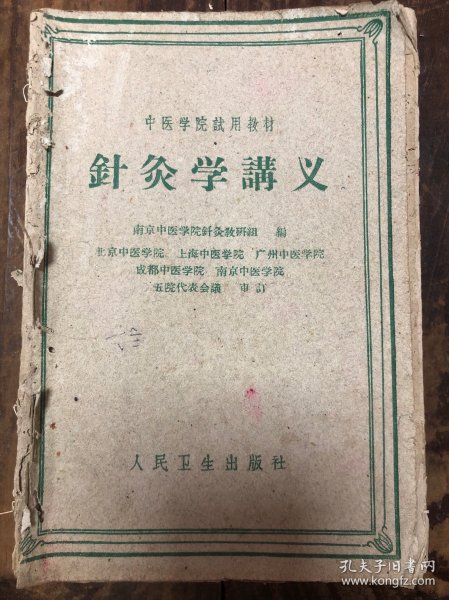 中医学院試用教材
針灸学講义
南京中医学院針灸教研組 編
北京中医学院 上海中医学院 广州中医学院
成都中医学院 南京中医学院
五院代表会議 审訂
人民卫生出版社
孔夫子旧书网
www.kongfz.com